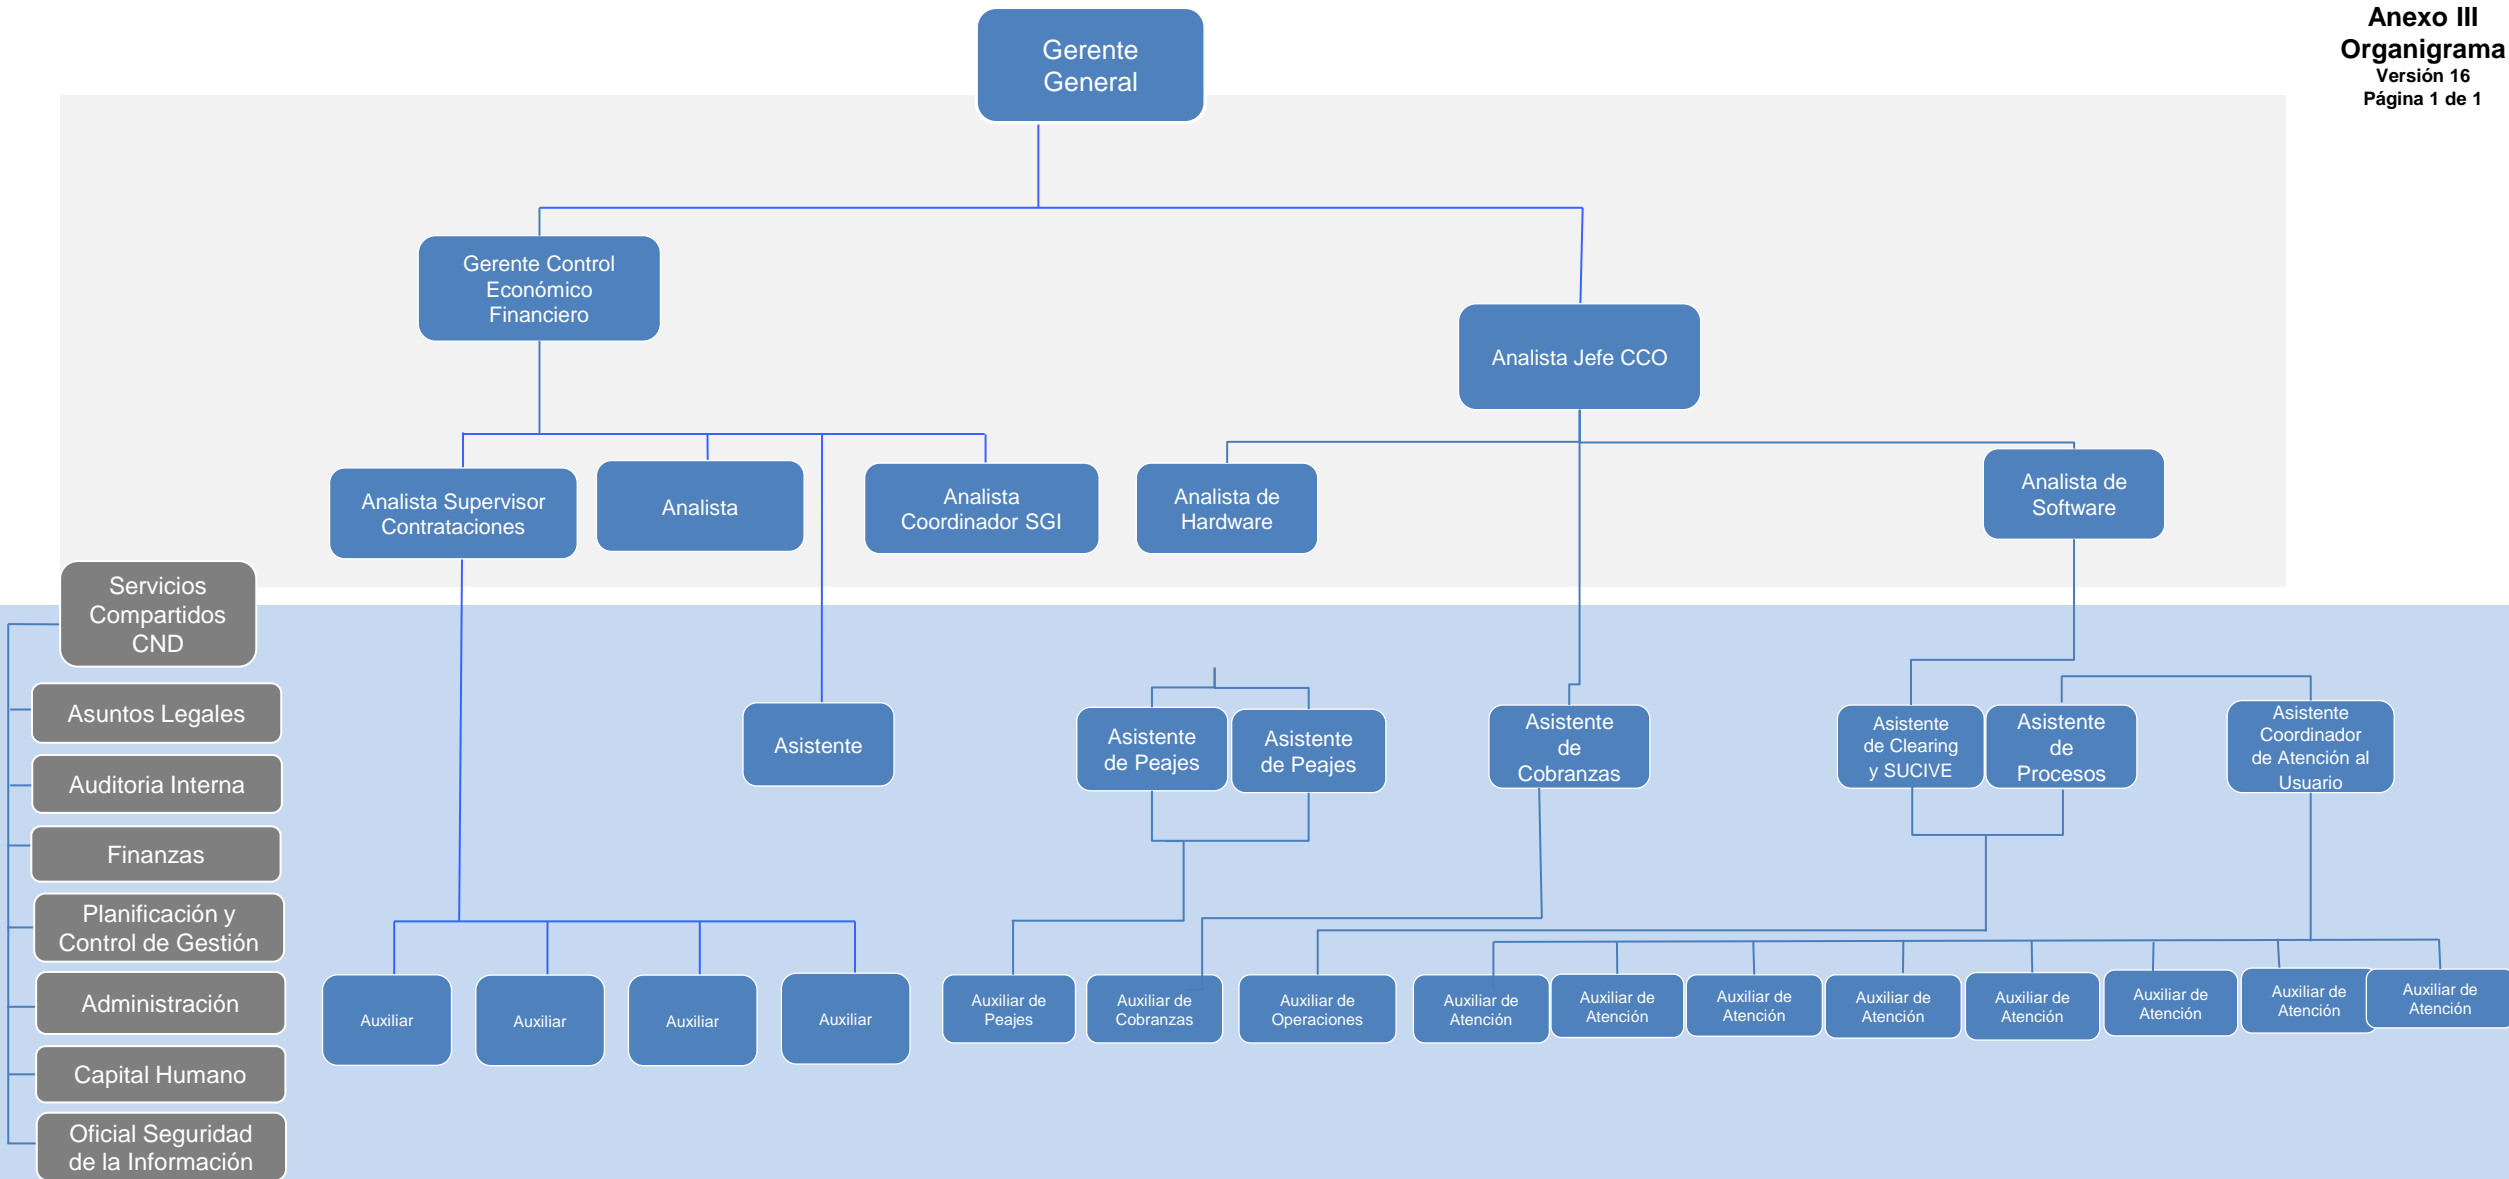 Anexo III
Organigrama
Versión 16
Página 1 de 1
Gerente
General
Gerente Control
Económico
Financiero
Analista Jefe CCO
Analista Supervisor
Contrataciones
Analista
Analista
Coordinador SGI
Analista de
Hardware
Analista de
Software
Servicios
Compartidos
CND
Asuntos Legales
Auditoria Interna
Finanzas
Planificación y
Control de Gestión
Administración
Capital Humano
Oficial Seguridad
de la Información
Asistente
Asistente
de Peajes
Asistente
de Peajes
Asistente
de
Cobranzas
Asistente
de Clearing
y SUCIVE
Asistente
de
Procesos
Asistente
Coordinador
de Atención al
Usuario
Auxiliar
Auxiliar
Auxiliar
Auxiliar
Auxiliar de
Peajes
Auxiliar de
Cobranzas
Auxiliar de
Operaciones
Auxiliar de
Atención
Auxiliar de
Atención
Auxiliar de
Atención
Auxiliar de
Atención
Auxiliar de
Atención
Auxiliar de
Atención
Auxiliar de
Atención
Auxiliar de
Atención